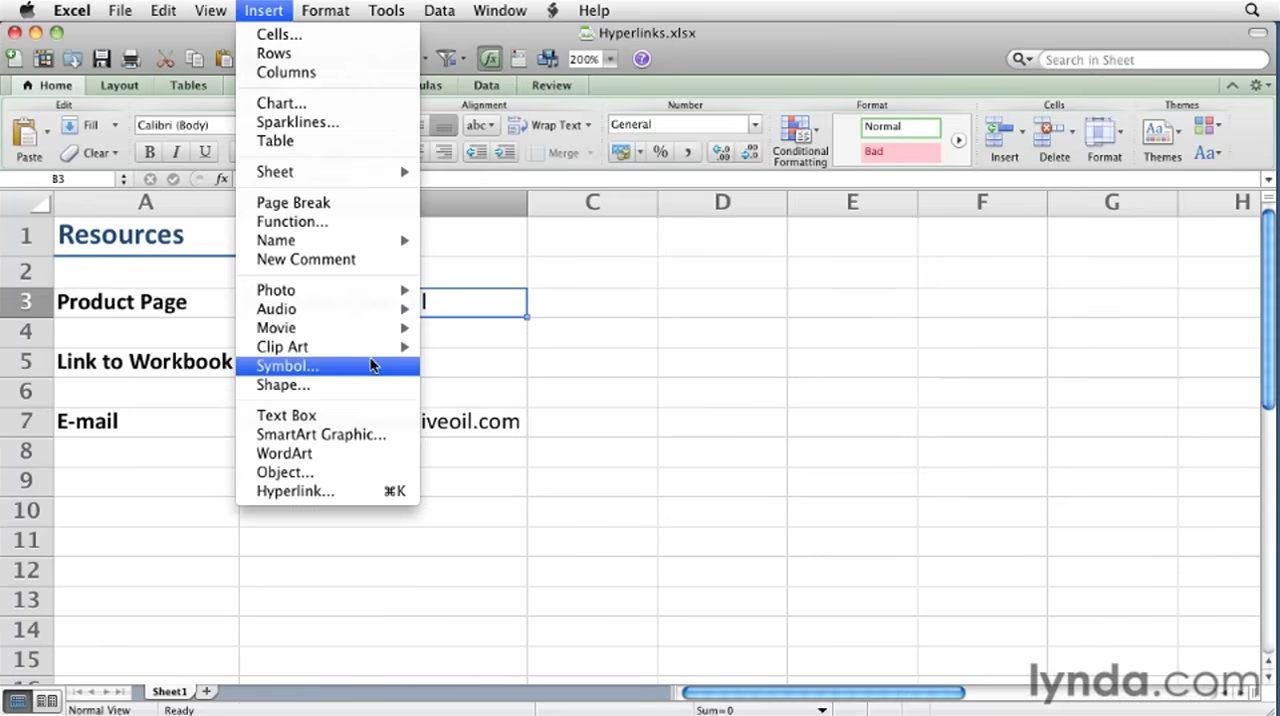 Excel File Edit View Insert Format Tools Data Window Help
Hyperlinks.xlsx
200% Search in Sheet
Home Layout Tables ulas Data Review
Edit Alignment Number Format Cells Themes
Fill Calibri (Body) abc Wrap Text General Normal
Paste Clear B I U Merge % Conditional Formatting Bad Insert Delete Format Themes Aa
B3 fx
Cells...
Rows
Columns
Chart...
Sparklines...
Table
Sheet
Page Break
Function...
Name
New Comment
Photo
Audio
Movie
Clip Art
Symbol...
Shape...
Text Box
SmartArt Graphic...
WordArt
Object...
Hyperlink... ⌘K
A C D E F G H
1 Resources
2
3 Product Page l
4
5 Link to Workbook
6
7 E-mail iveoil.com
8
9
10
11
12
13
14
15
Sheet1
Normal View Ready Sum=0
lynda.com